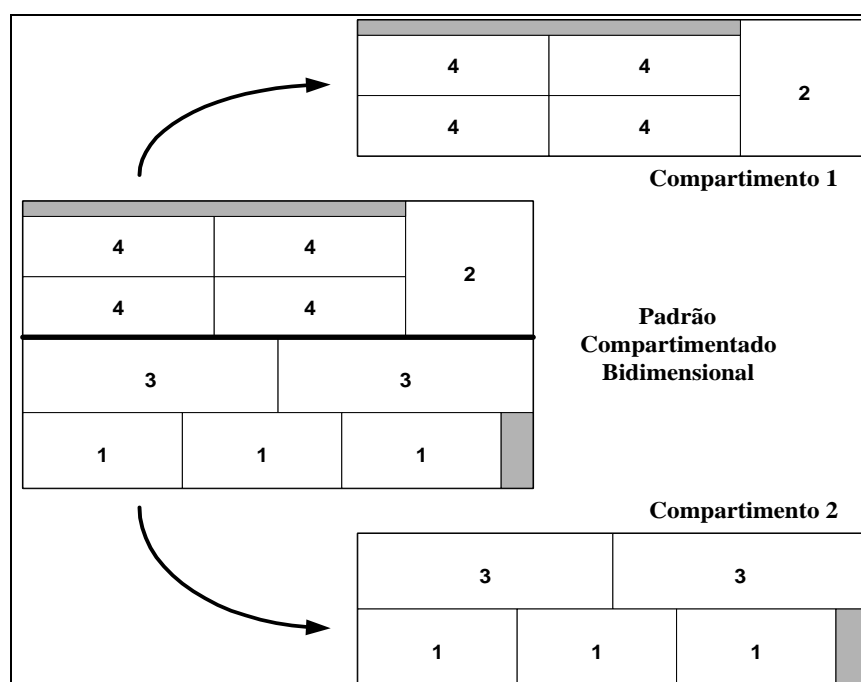 4 4
2
4 4
Compartimento 1
4 4
2
4 4
Padrão
Compartimentado
Bidimensional
3 3
1 1 1
Compartimento 2
3 3
1 1 1